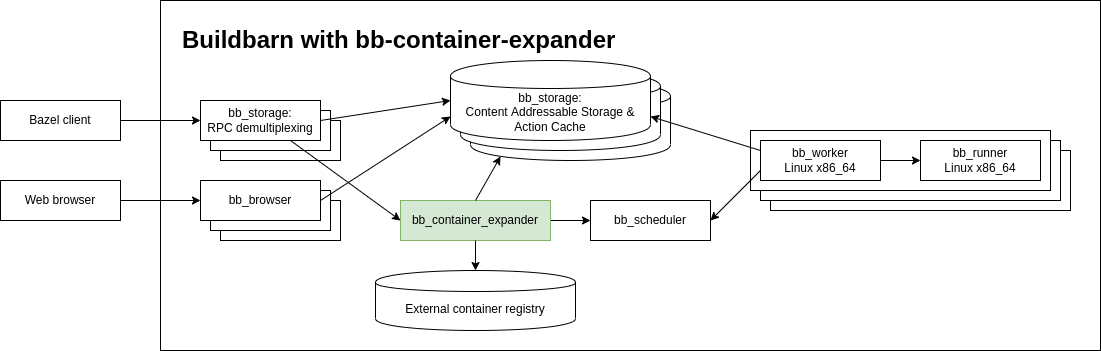 Buildbarn with bb-container-expander
Bazel client
bb_storage:
RPC demultiplexing
bb_storage:
Content Addressable Storage &
Action Cache
bb_worker
Linux x86_64
bb_runner
Linux x86_64
Web browser
bb_browser
bb_container_expander
bb_scheduler
External container registry